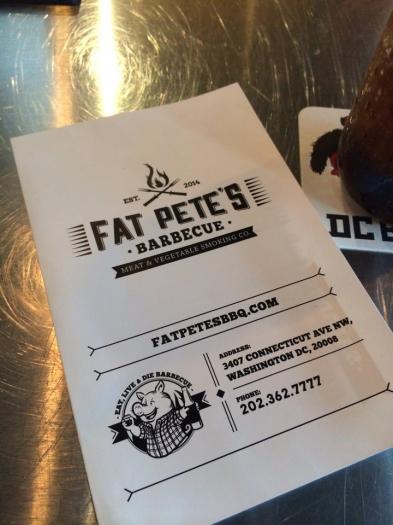 EST. 2014
FAT PETE'S
· BARBECUE ·
MEAT & VEGETABLE SMOKING CO.
FATPETESBBQ.COM
· EAT, LIVE & DIE BARBECUE ·
ADDRESS:
3407 CONNECTICUT AVE NW,
WASHINGTON DC, 20008
PHONE:
202.362.7777
DC